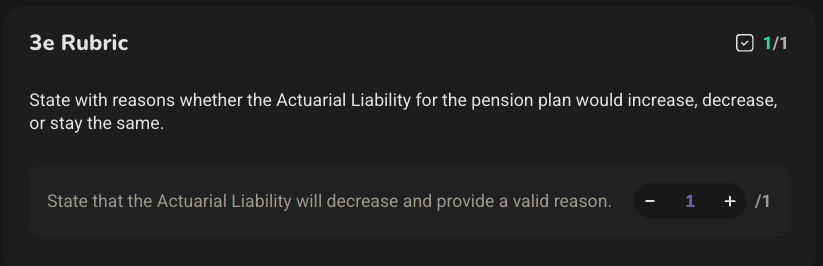 3e Rubric
1/1
State with reasons whether the Actuarial Liability for the pension plan would increase, decrease,
or stay the same.
State that the Actuarial Liability will decrease and provide a valid reason. − 1 + /1